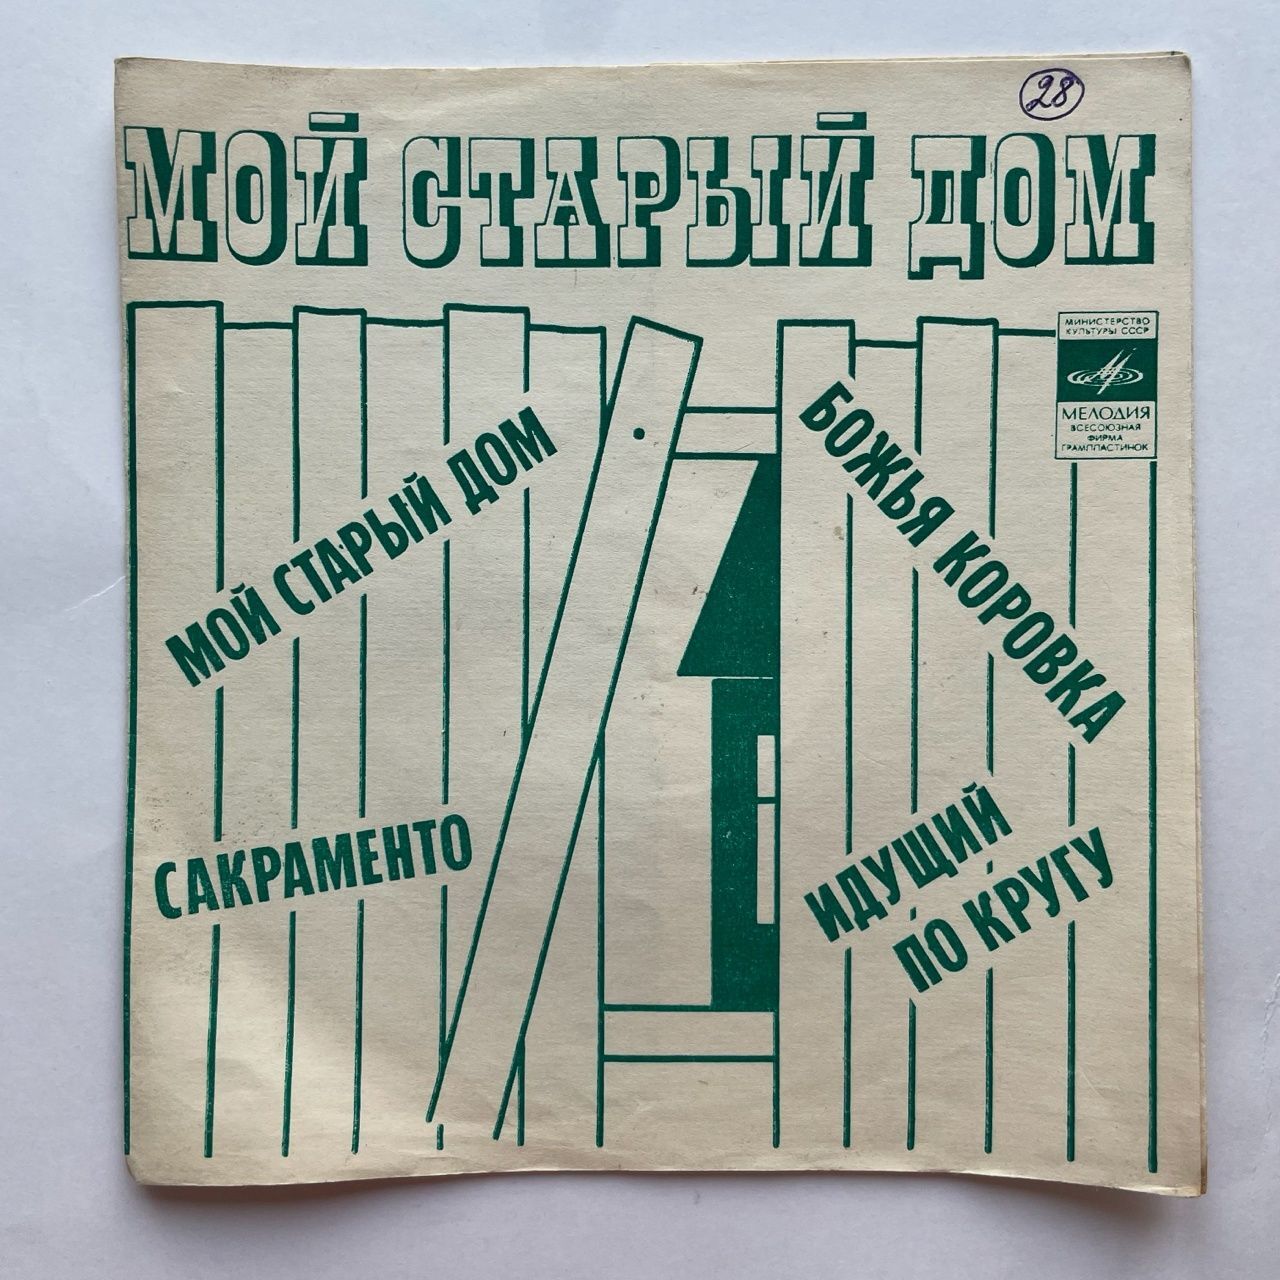 28
МОЙ СТАРЫЙ ДОМ
МИНИСТЕРСТВО
КУЛЬТУРЫ СССР
МЕЛОДИЯ
ВСЕСОЮЗНАЯ
ФИРМА
ГРАМПЛАСТИНОК
МОЙ СТАРЫЙ ДОМ
БОЖЬЯ КОРОВКА
САКРАМЕНТО
ИДУЩИЙ
ПО КРУГУ